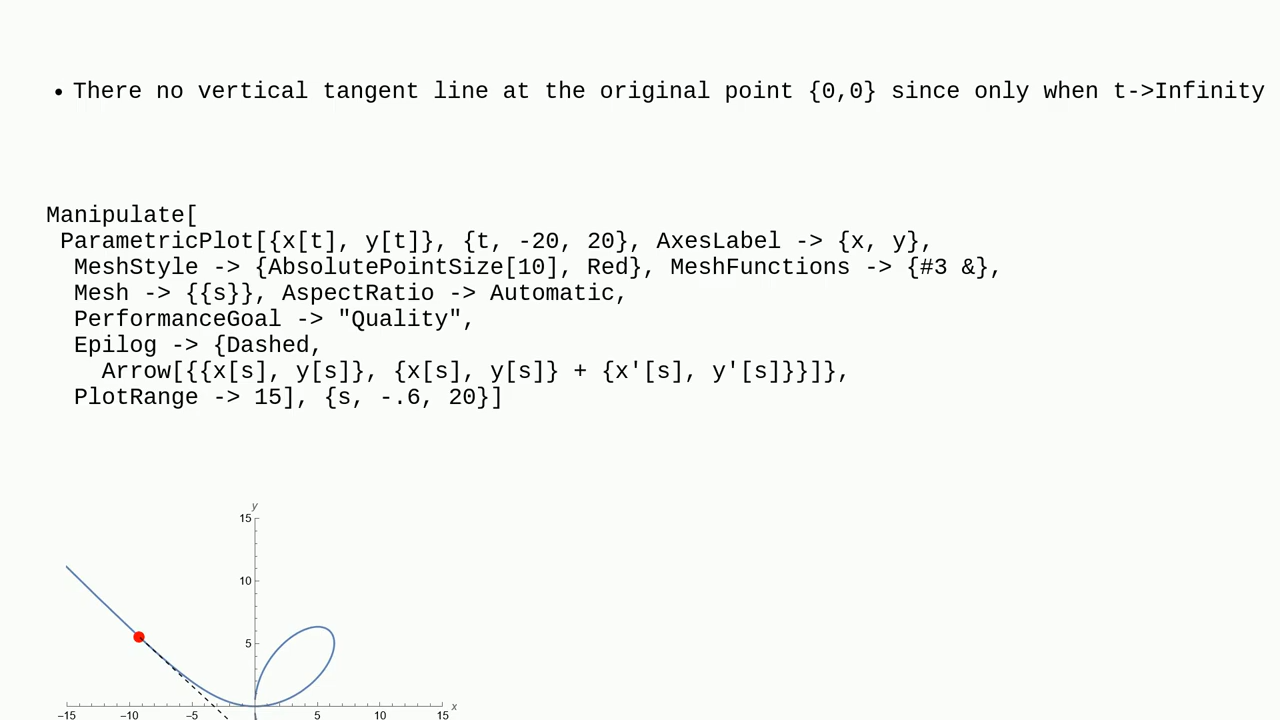 • There no vertical tangent line at the original point {0,0} since only when t->Infinity
Manipulate[
ParametricPlot[{x[t], y[t]}, {t, -20, 20}, AxesLabel -> {x, y},
MeshStyle -> {AbsolutePointSize[10], Red}, MeshFunctions -> {#3 &},
Mesh -> {{s}}, AspectRatio -> Automatic,
PerformanceGoal -> "Quality",
Epilog -> {Dashed,
Arrow[{{x[s], y[s]}, {x[s], y[s]} + {x'[s], y'[s]}}]},
PlotRange -> 15], {s, -.6, 20}]
y
15
10
5
-15 -10 -5 5 10 15 x